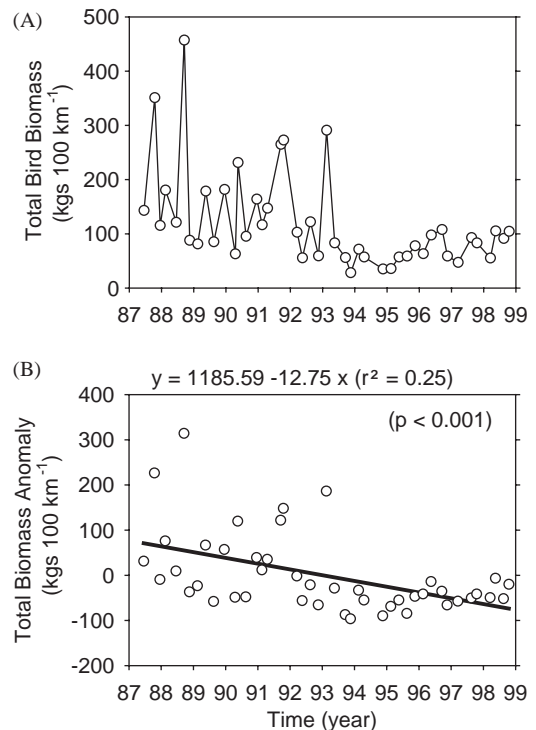 (A)
Total Bird Biomass
(kgs 100 km⁻¹)
500
400
300
200
100
0
87 88 89 90 91 92 93 94 95 96 97 98 99
(B)
y = 1185.59 -12.75 x (r² = 0.25)
(p < 0.001)
Total Biomass Anomaly
(kgs 100 km⁻¹)
400
300
200
100
0
-100
-200
87 88 89 90 91 92 93 94 95 96 97 98 99
Time (year)